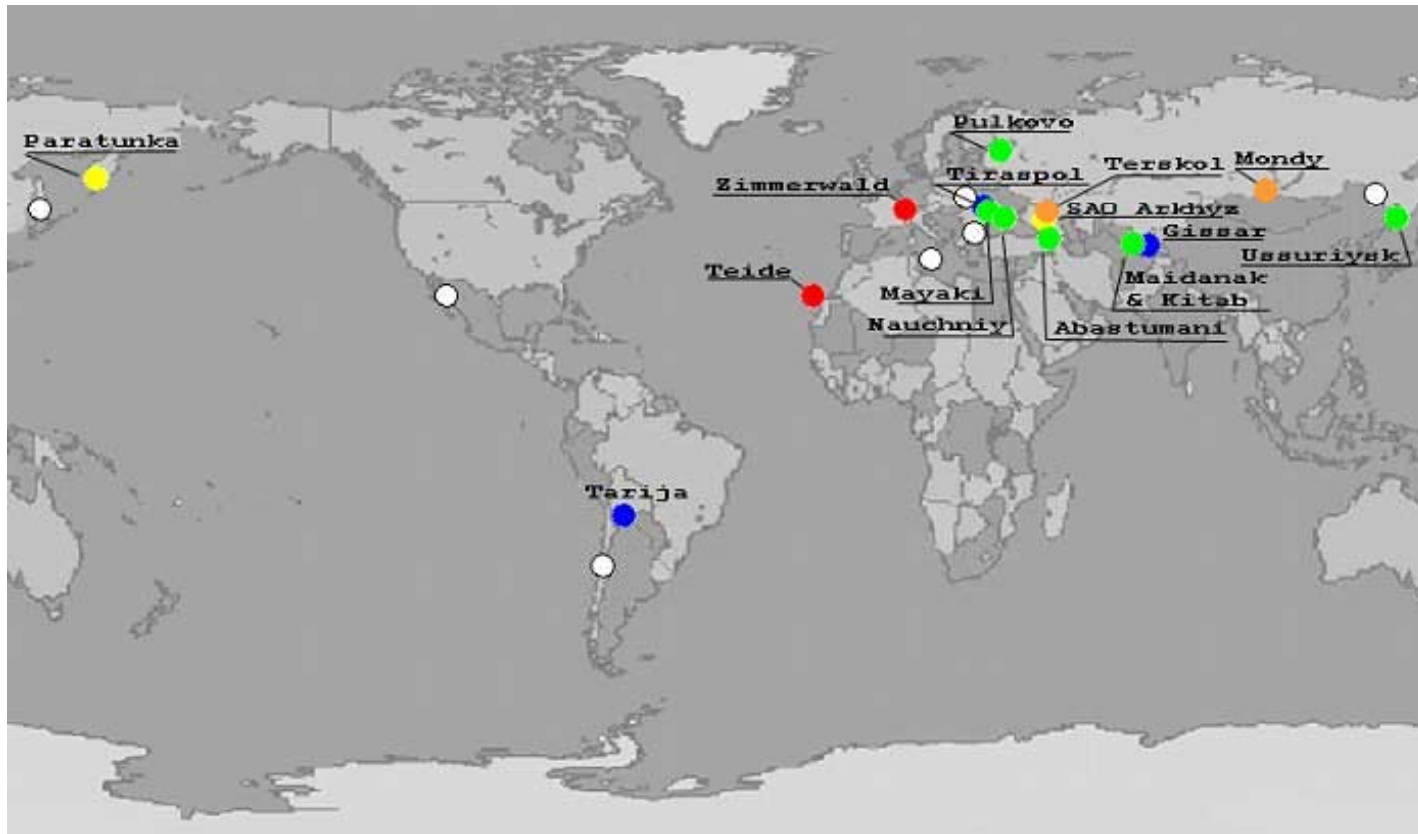 Pulkovo
Paratunka
Terskol
Mondy
Tiraspol
Zimmerwald
SAO Arkhyz
Gissar
Ussuriysk
Teide
Maidanak
& Kitab
Mayaki
Nauchniy
Abastumani
Tarija